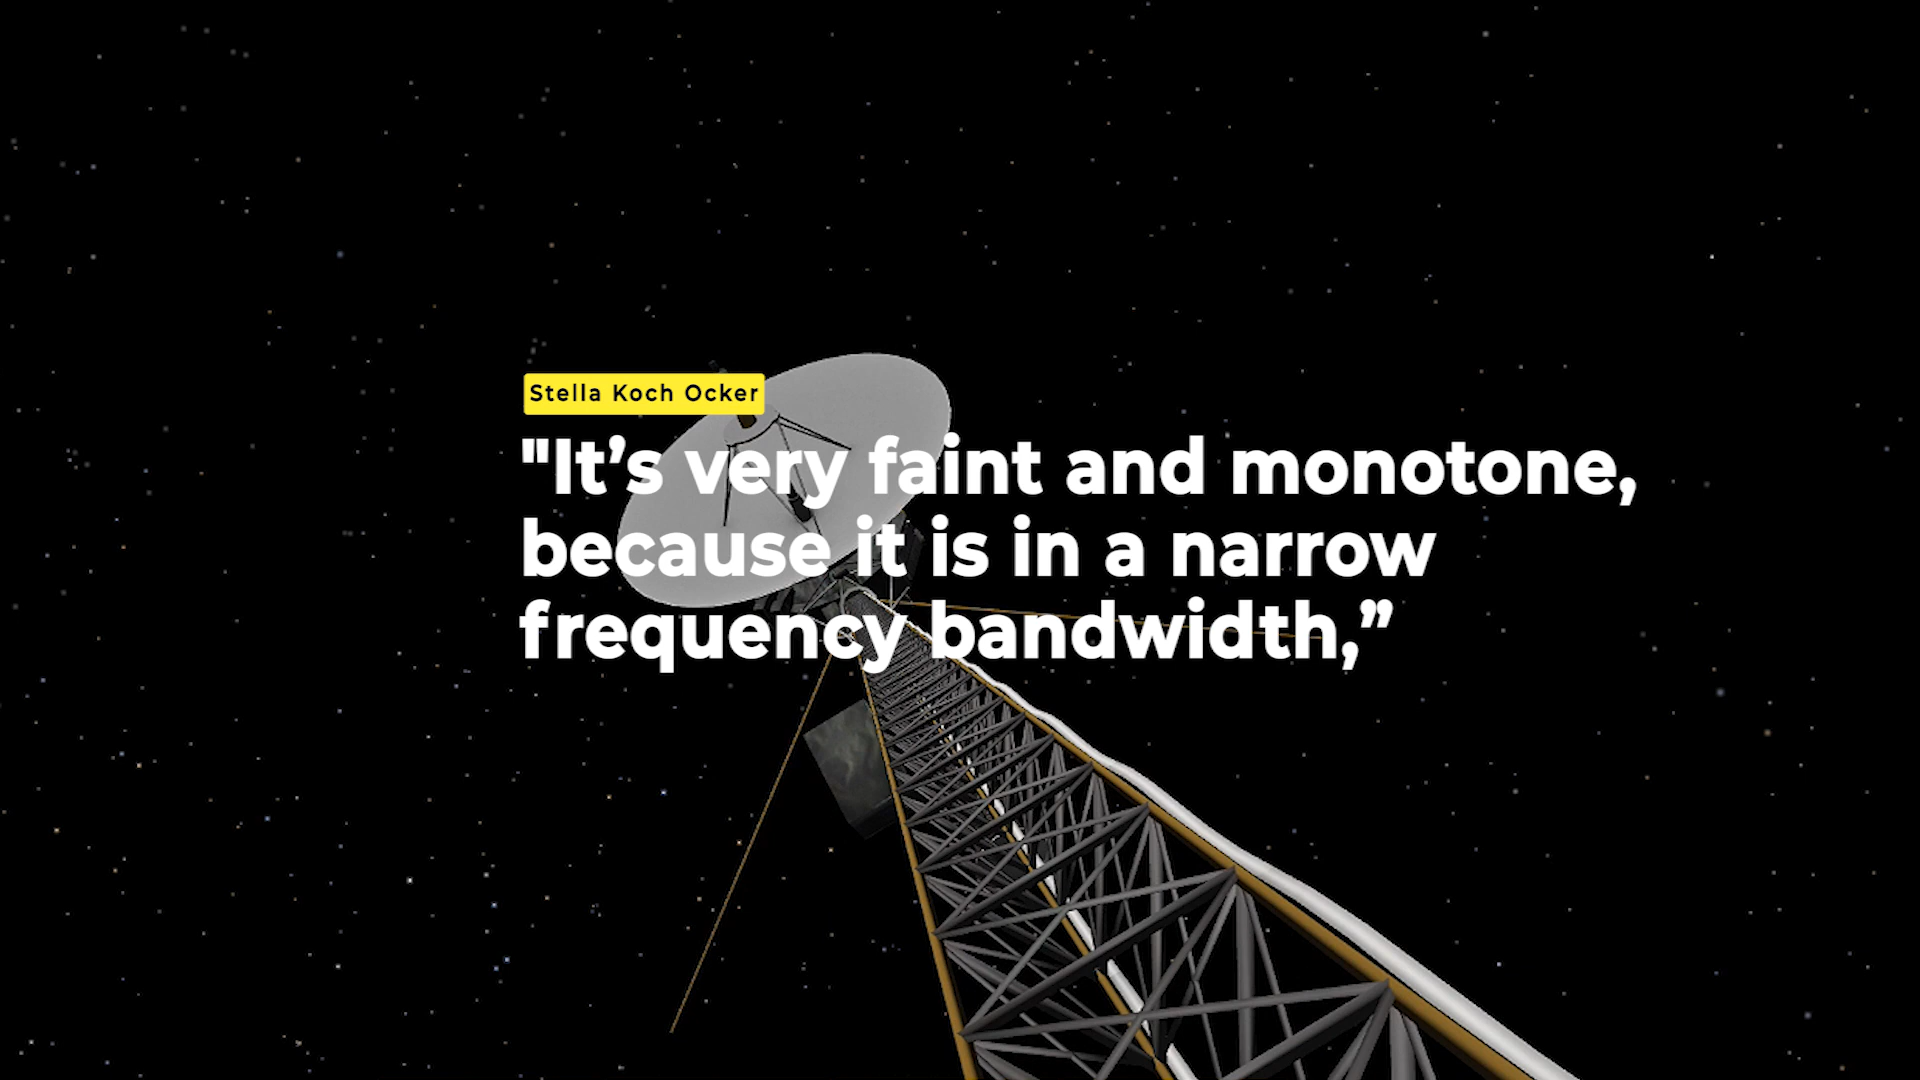 Stella Koch Ocker
"It’s very faint and monotone,
because it is in a narrow
frequency bandwidth,”